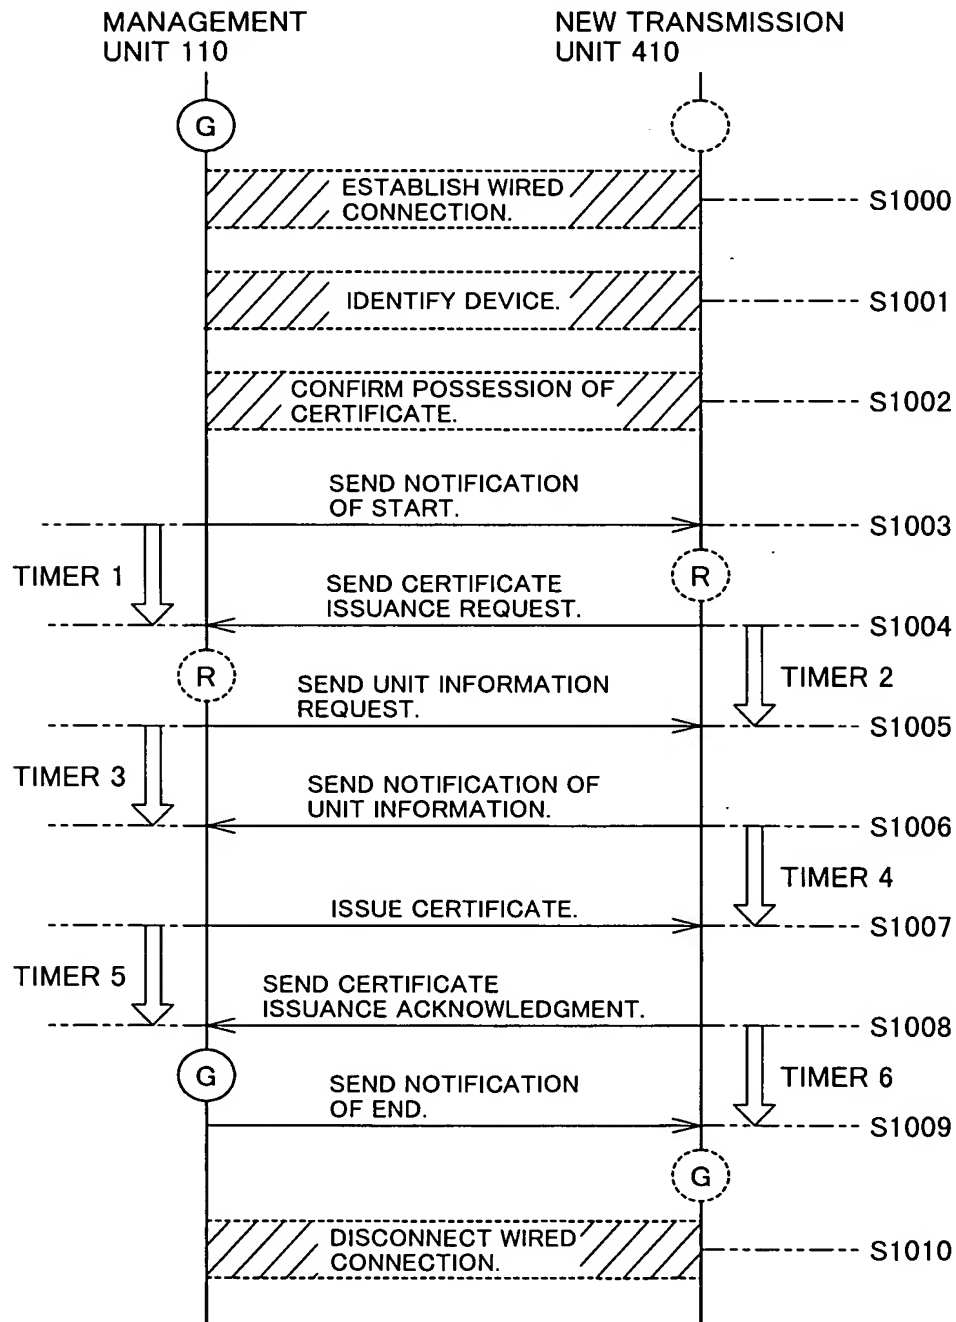 MANAGEMENT
UNIT 110
NEW TRANSMISSION
UNIT 410
G
ESTABLISH WIRED
CONNECTION.
S1000
IDENTIFY DEVICE.
S1001
CONFIRM POSSESSION OF
CERTIFICATE.
S1002
SEND NOTIFICATION
OF START.
S1003
TIMER 1
R
SEND CERTIFICATE
ISSUANCE REQUEST.
S1004
R
TIMER 2
SEND UNIT INFORMATION
REQUEST.
S1005
TIMER 3
SEND NOTIFICATION OF
UNIT INFORMATION.
S1006
TIMER 4
ISSUE CERTIFICATE.
S1007
TIMER 5
SEND CERTIFICATE
ISSUANCE ACKNOWLEDGMENT.
S1008
G
TIMER 6
SEND NOTIFICATION
OF END.
S1009
G
DISCONNECT WIRED
CONNECTION.
S1010